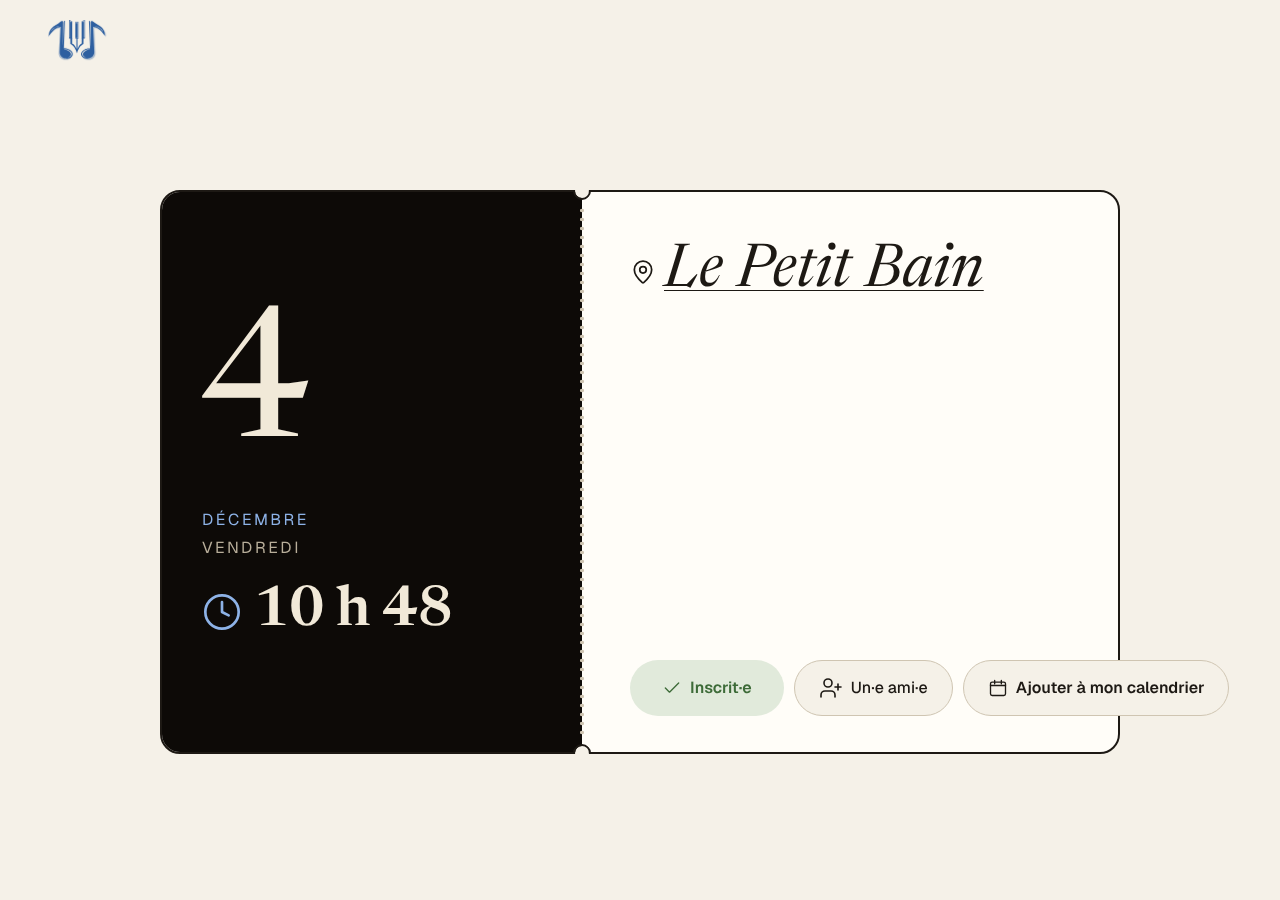 4
DÉCEMBRE
VENDREDI
10 h 48
Le Petit Bain
Inscrit·e
Un·e ami·e
Ajouter à mon calendrier